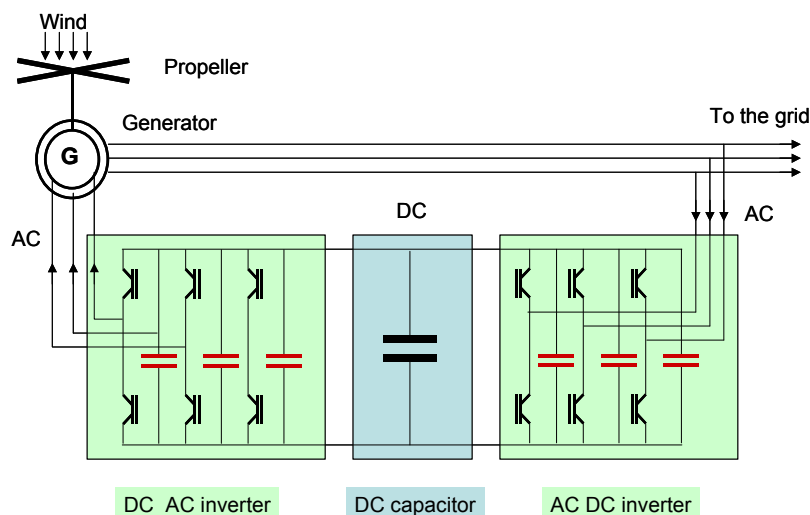 Wind
Propeller
Generator
To the grid
G
DC
AC
AC
DC AC inverter
DC capacitor
AC DC inverter